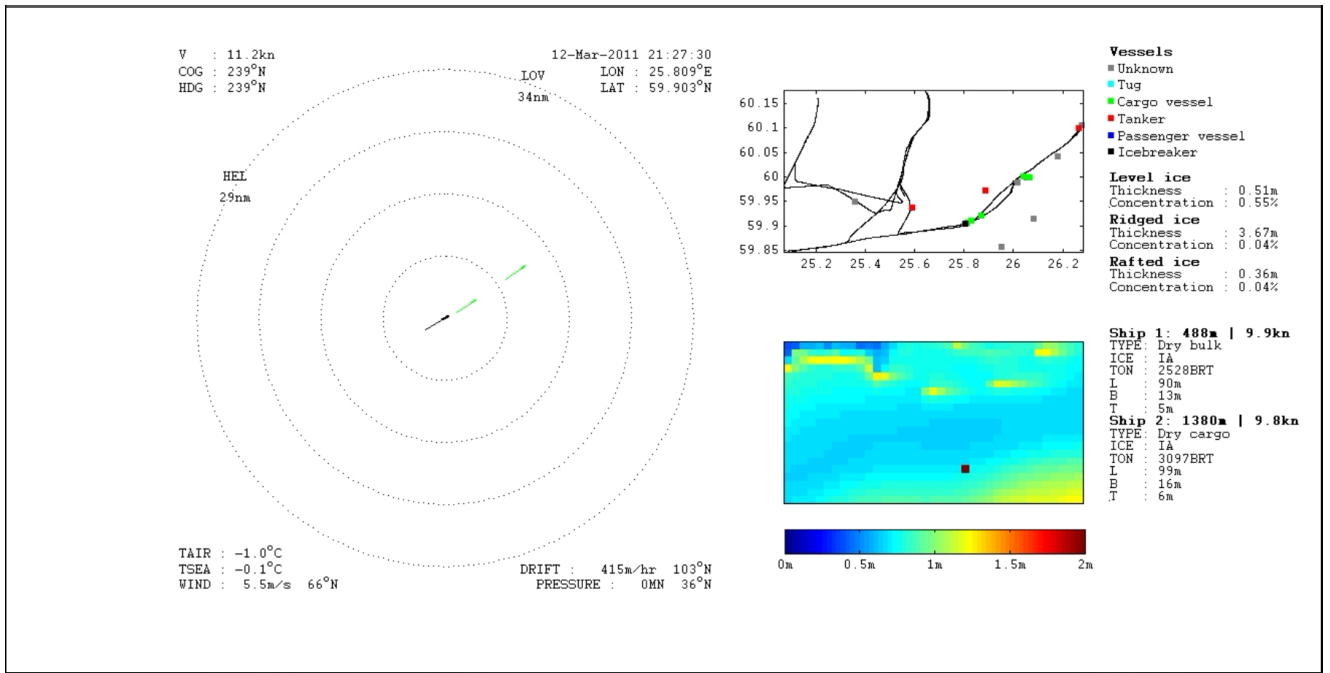 V : 11.2kn
COG : 239°N
HDG : 239°N
12-Mar-2011 21:27:30
LON : 25.809°E
LAT : 59.903°N
LOV
34nm
HEL
29nm
TAIR : -1.0°C
TSEA : -0.1°C
WIND : 5.5m/s 66°N
DRIFT : 415m/hr 103°N
PRESSURE : 0MN 36°N
60.15
60.1
60.05
60
59.95
59.9
59.85
25.2 25.4 25.6 25.8 26 26.2
0m 0.5m 1m 1.5m 2m
Vessels
Unknown
Tug
Cargo vessel
Tanker
Passenger vessel
Icebreaker
Level ice
Thickness : 0.51m
Concentration : 0.55%
Ridged ice
Thickness : 3.67m
Concentration : 0.04%
Rafted ice
Thickness : 0.36m
Concentration : 0.04%
Ship 1: 488m | 9.9kn
TYPE: Dry bulk
ICE : IA
TON : 2528BRT
L : 90m
B : 13m
T : 5m
Ship 2: 1380m | 9.8kn
TYPE: Dry cargo
ICE : IA
TON : 3097BRT
L : 99m
B : 16m
T : 6m